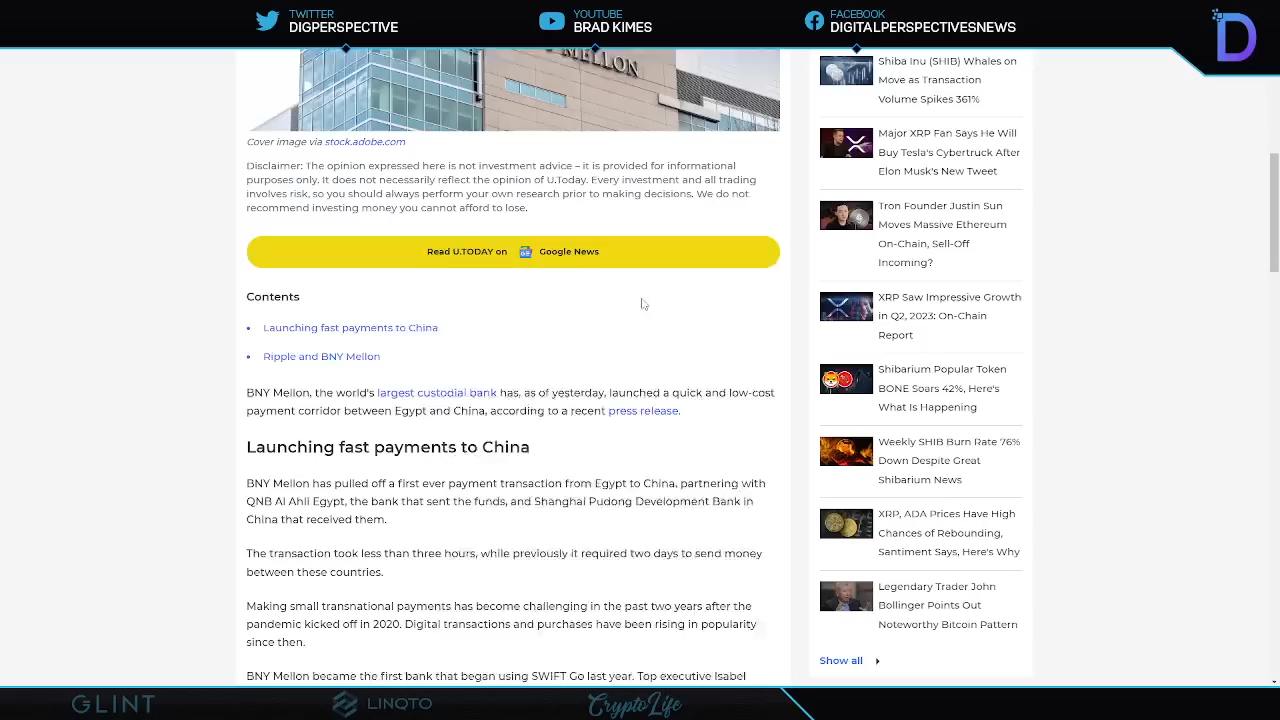 TWITTER
DIGPERSPECTIVE
YOUTUBE
BRAD KIMES
FACEBOOK
DIGITALPERSPECTIVESNEWS
D
MELLON
Cover image via stock.adobe.com
Disclaimer: The opinion expressed here is not investment advice – it is provided for informational
purposes only. It does not necessarily reflect the opinion of U.Today. Every investment and all trading
involves risk, so you should always perform your own research prior to making decisions. We do not
recommend investing money you cannot afford to lose.
Read U.TODAY on Google News
Contents
• Launching fast payments to China
• Ripple and BNY Mellon
BNY Mellon, the world's largest custodial bank has, as of yesterday, launched a quick and low-cost
payment corridor between Egypt and China, according to a recent press release.
Launching fast payments to China
BNY Mellon has pulled off a first ever payment transaction from Egypt to China, partnering with
QNB Al Ahli Egypt, the bank that sent the funds, and Shanghai Pudong Development Bank in
China that received them.
The transaction took less than three hours, while previously it required two days to send money
between these countries.
Making small transnational payments has become challenging in the past two years after the
pandemic kicked off in 2020. Digital transactions and purchases have been rising in popularity
since then.
BNY Mellon became the first bank that began using SWIFT Go last year. Top executive Isabel
Shiba Inu (SHIB) Whales on
Move as Transaction
Volume Spikes 361%
Major XRP Fan Says He Will
Buy Tesla's Cybertruck After
Elon Musk's New Tweet
Tron Founder Justin Sun
Moves Massive Ethereum
On-Chain, Sell-Off
Incoming?
XRP Saw Impressive Growth
in Q2, 2023: On-Chain
Report
Shibarium Popular Token
BONE Soars 42%, Here's
What Is Happening
Weekly SHIB Burn Rate 76%
Down Despite Great
Shibarium News
XRP, ADA Prices Have High
Chances of Rebounding,
Santiment Says, Here's Why
Legendary Trader John
Bollinger Points Out
Noteworthy Bitcoin Pattern
Show all
GLINT
LINQTO
CryptoLife